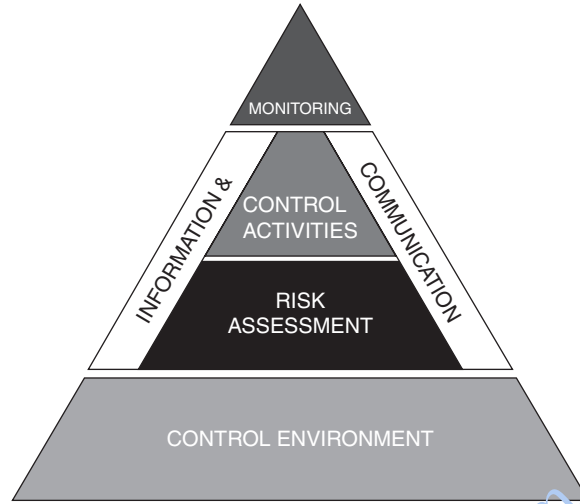 MONITORING
INFORMATION &
COMMUNICATION
CONTROL
ACTIVITIES
RISK
ASSESSMENT
CONTROL ENVIRONMENT